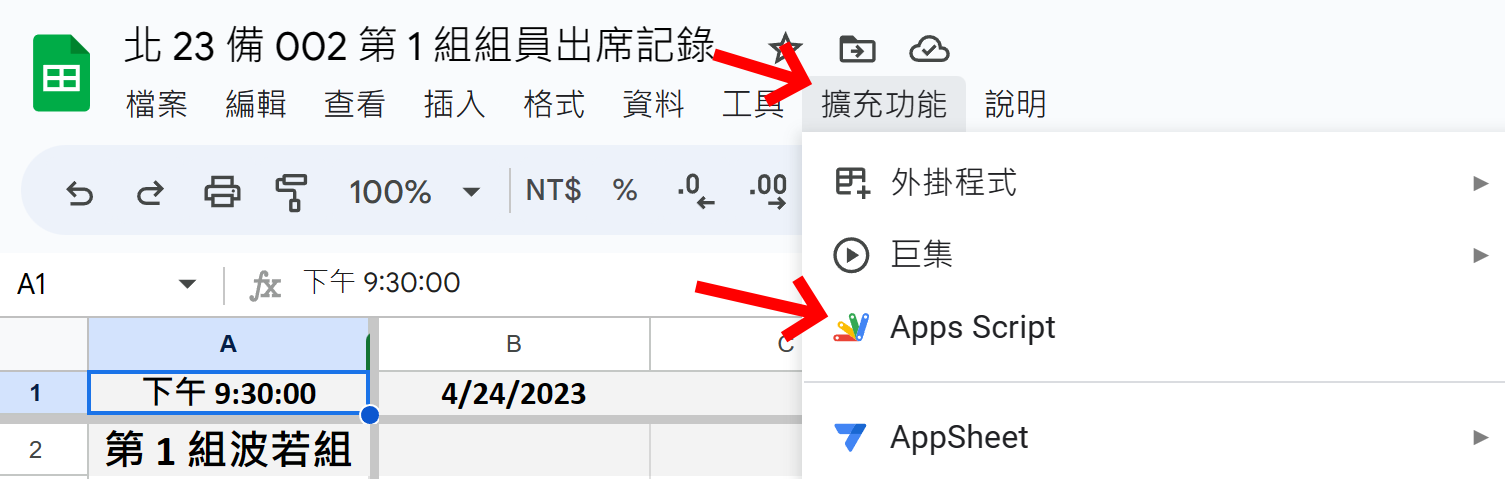 北 23 備 002 第 1 組組員出席記錄
檔案 編輯 查看 插入 格式 資料 工具 擴充功能 說明
100% NT$ % .0 .00
外掛程式
巨集
A1 fx 下午 9:30:00
Apps Script
A B C
1 下午 9:30:00 4/24/2023
AppSheet
2 第 1 組波若組